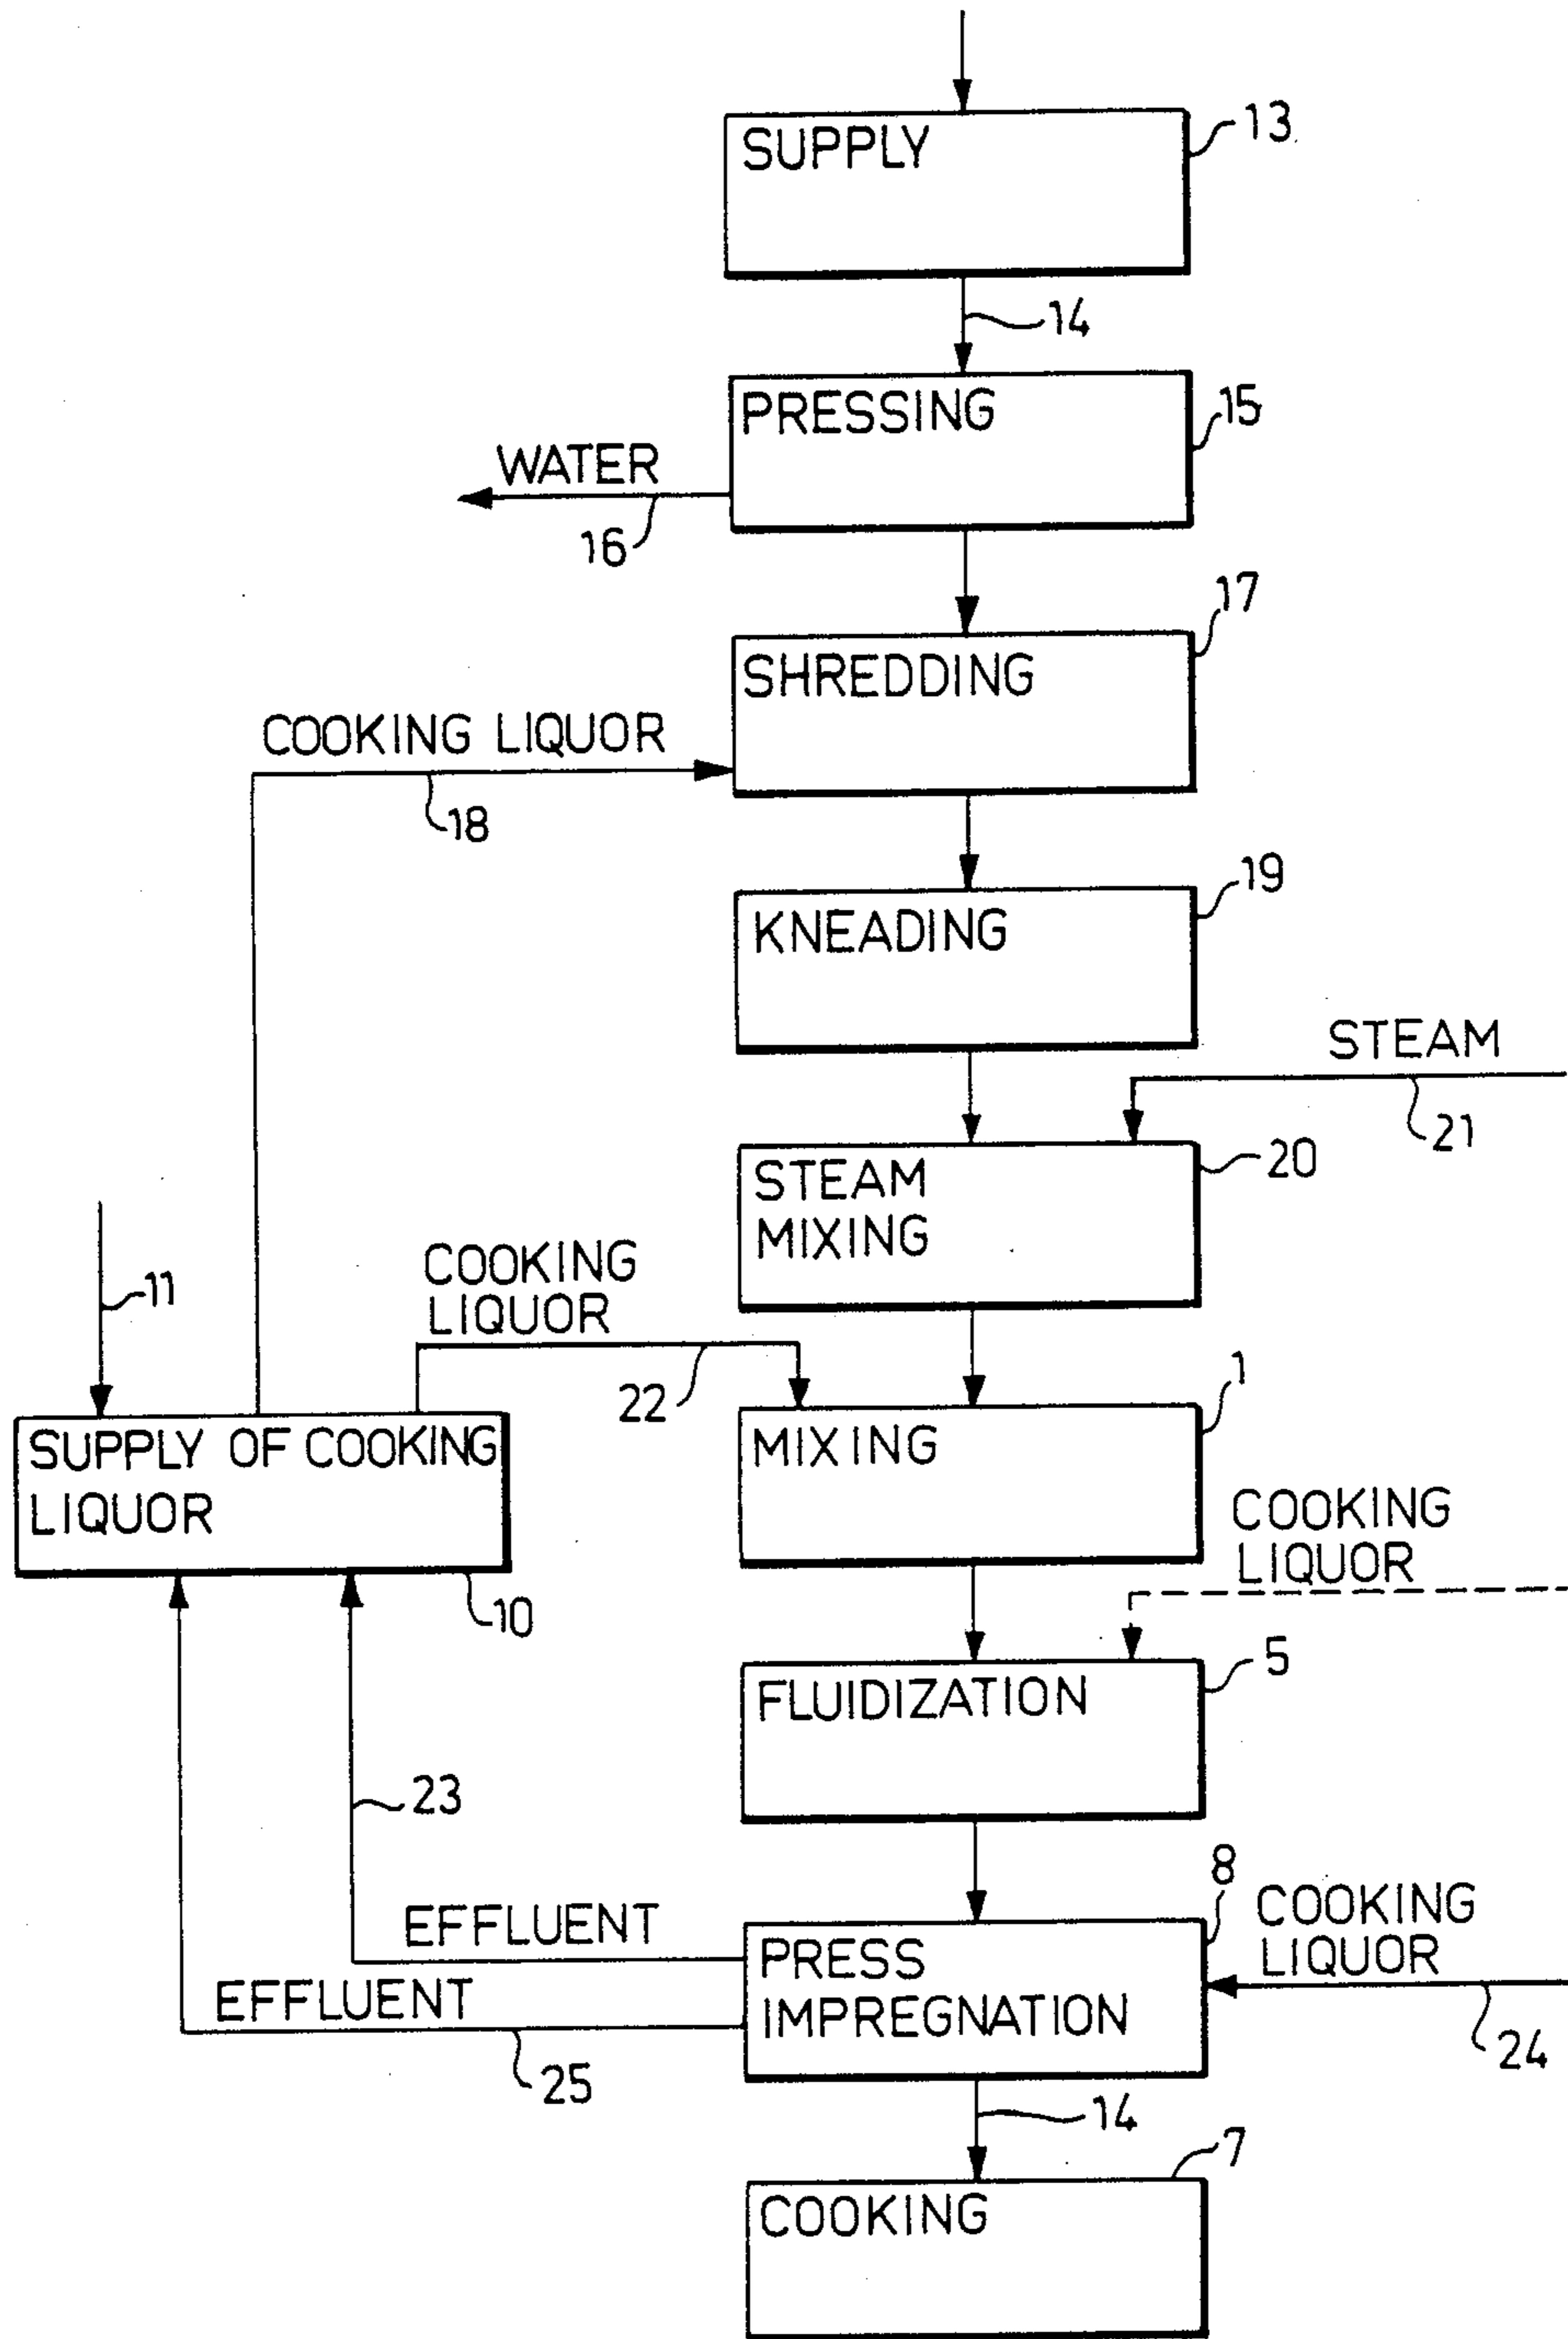 SUPPLY
13
14
PRESSING
15
WATER
16
17
SHREDDING
COOKING LIQUOR
18
19
KNEADING
STEAM
21
STEAM
MIXING
20
11
COOKING
LIQUOR
22
1
MIXING
SUPPLY OF COOKING
LIQUOR
10
COOKING
LIQUOR
5
FLUIDIZATION
23
8
EFFLUENT
COOKING
LIQUOR
PRESS
IMPREGNATION
EFFLUENT
24
25
14
7
COOKING